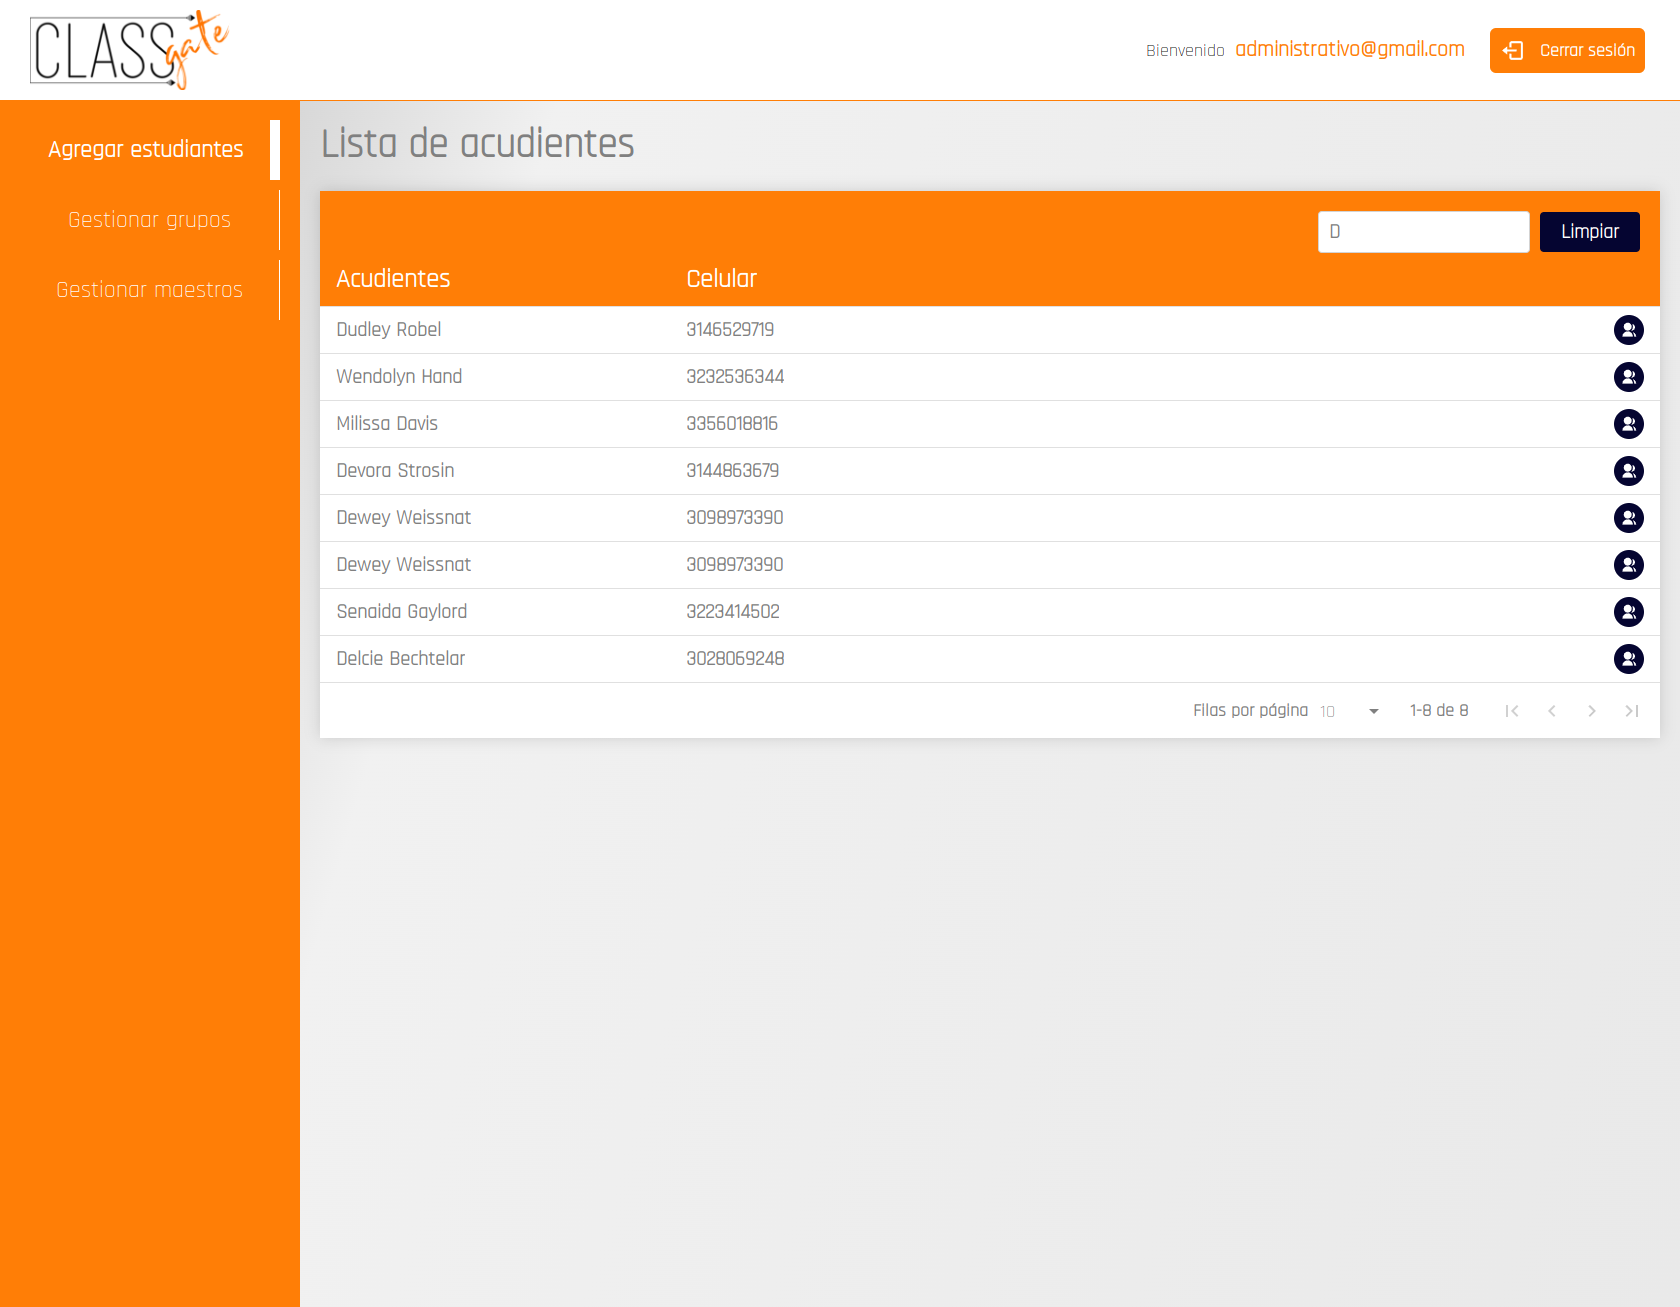 CLASS gate
Bienvenido administrativo@gmail.com Cerrar sesión
Agregar estudiantes
Gestionar grupos
Gestionar maestros
Lista de acudientes
D Limpiar
Acudientes Celular
Dudley Robel 3146529719
Wendolyn Hand 3232536344
Milissa Davis 3356018816
Devora Strosin 3144863679
Dewey Weissnat 3098973390
Dewey Weissnat 3098973390
Senaida Gaylord 3223414502
Delcie Bechtelar 3028069248
Filas por página 10 1-8 de 8